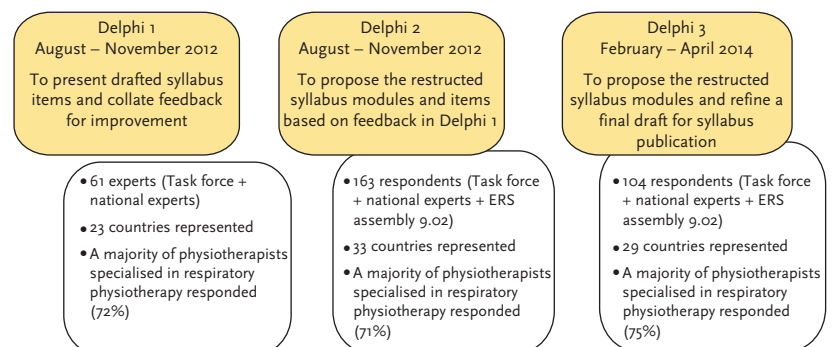 Delphi 1
August – November 2012
To present drafted syllabus
items and collate feedback
for improvement
• 61 experts (Task force +
national experts)
• 23 countries represented
• A majority of physiotherapists
specialised in respiratory
physiotherapy responded
(72%)
Delphi 2
August – November 2012
To propose the restructed
syllabus modules and items
based on feedback in Delphi 1
• 163 respondents (Task force
+ national experts + ERS
assembly 9.02)
• 33 countries represented
• A majority of physiotherapists
specialised in respiratory
physiotherapy responded
(71%)
Delphi 3
February – April 2014
To propose the restructed
syllabus modules and refine a
final draft for syllabus
publication
• 104 respondents (Task force
+ national experts + ERS
assembly 9.02)
• 29 countries represented
• A majority of physiotherapists
specialised in respiratory
physiotherapy responded
(75%)